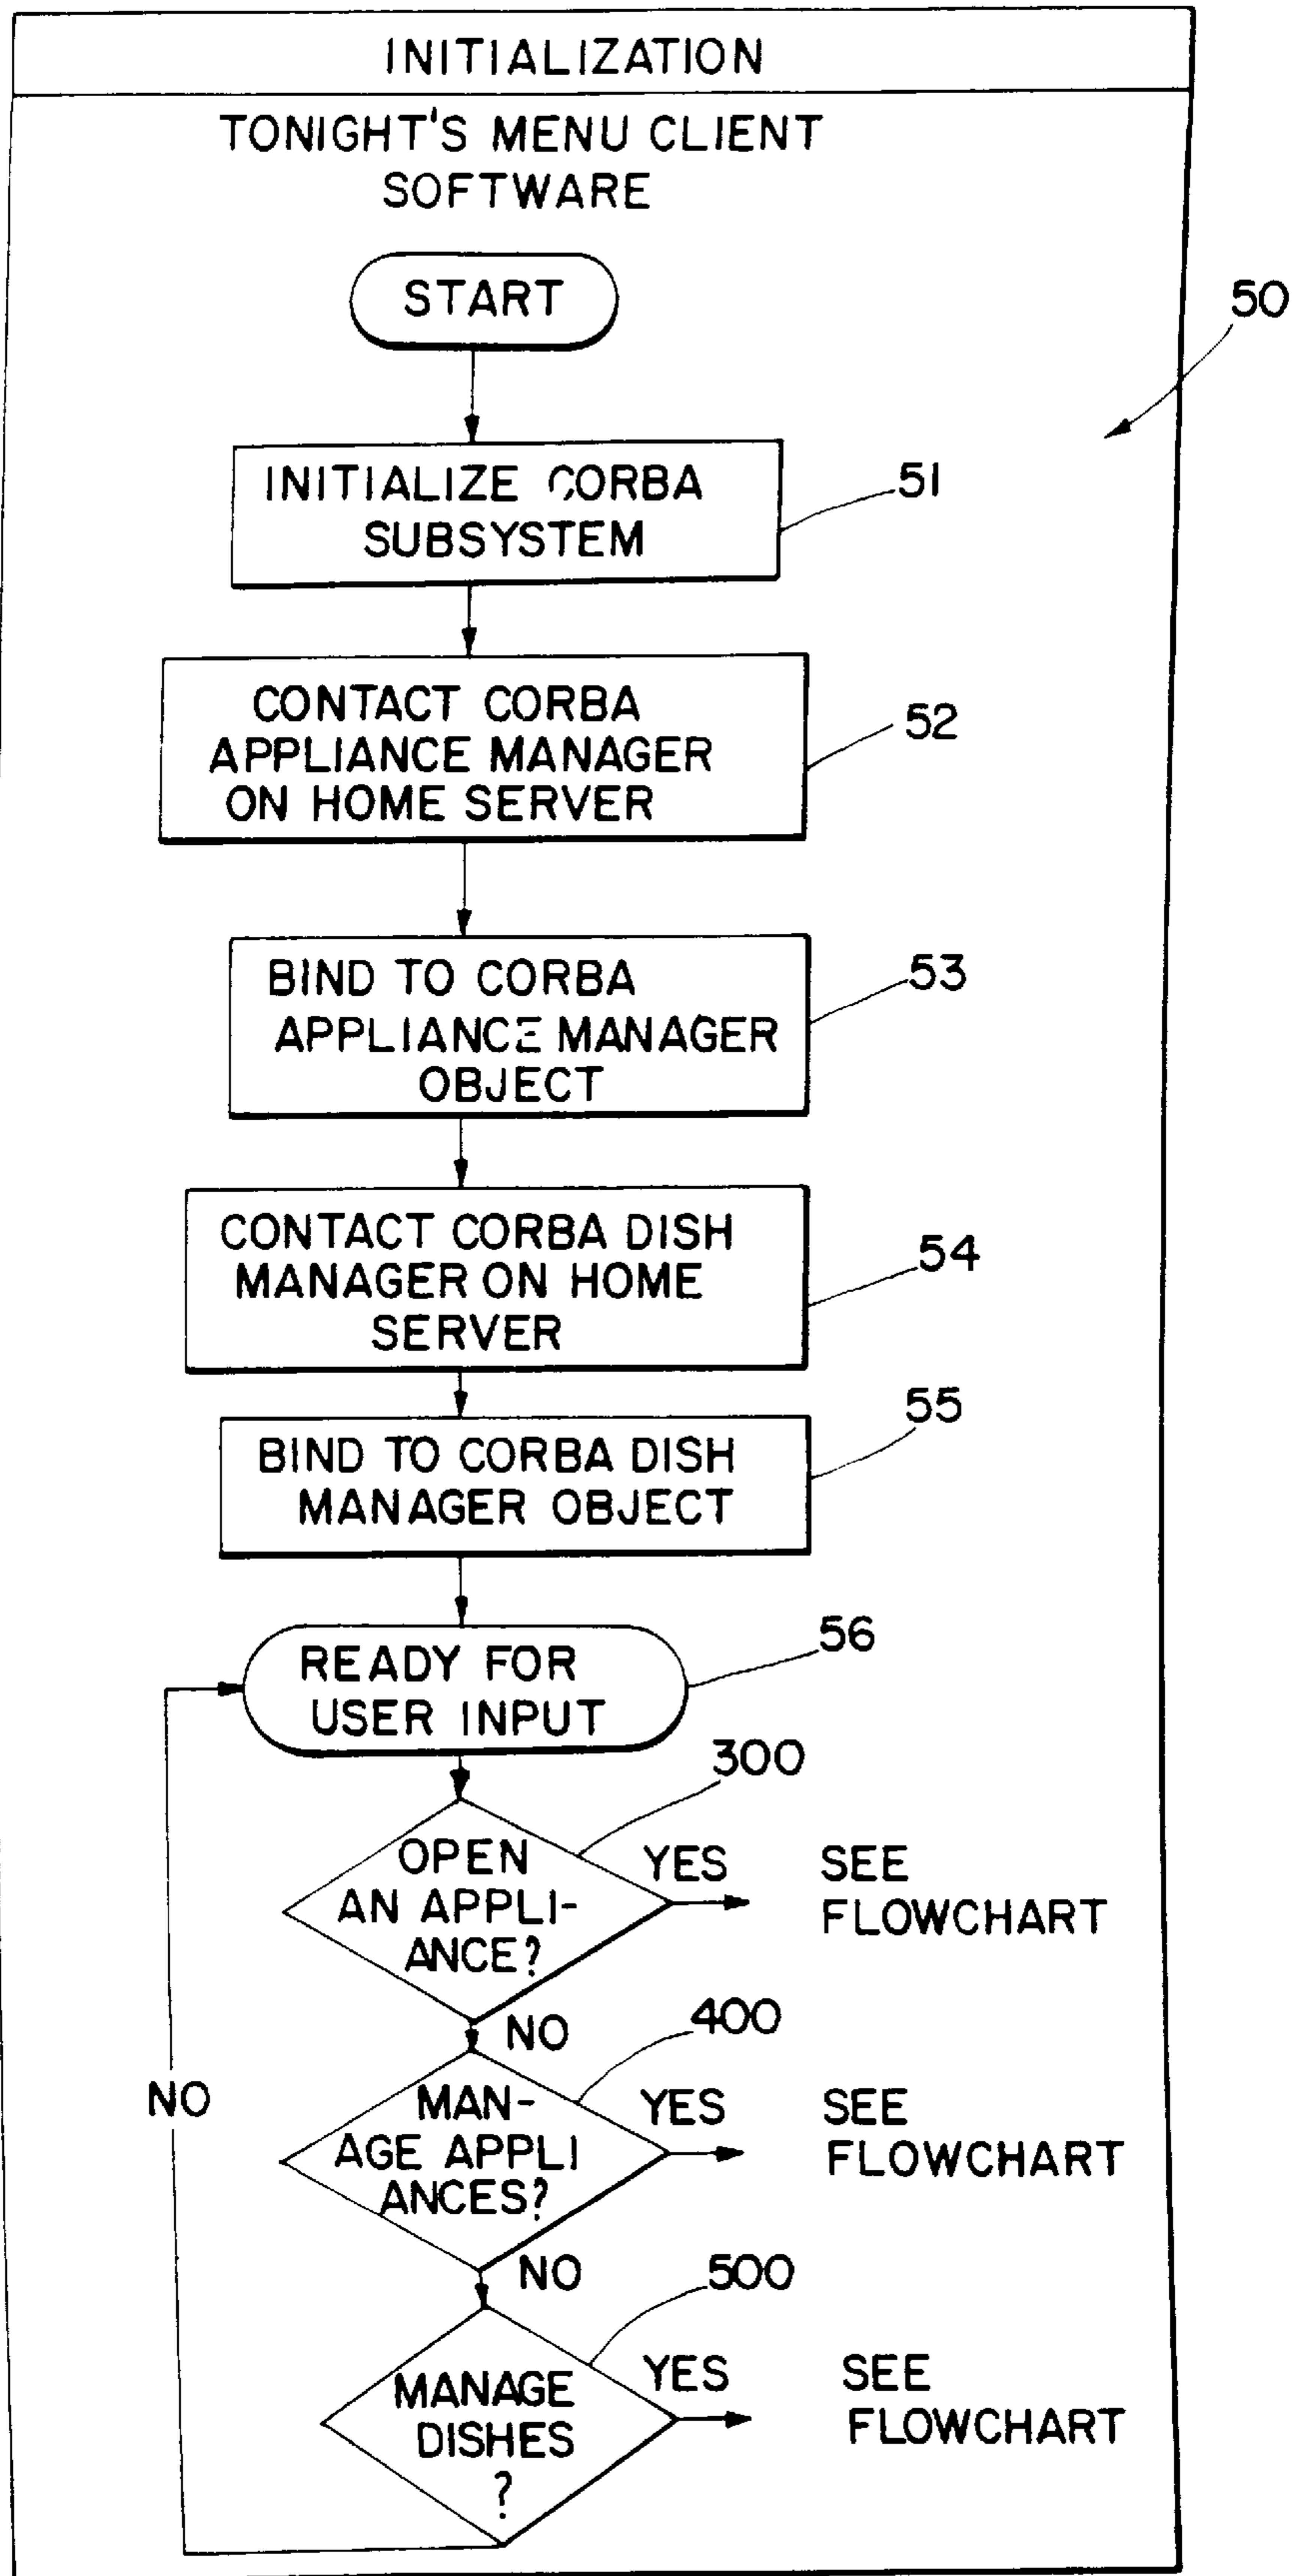 INITIALIZATION
TONIGHT'S MENU CLIENT
SOFTWARE
START
50
INITIALIZE CORBA
SUBSYSTEM
51
CONTACT CORBA
APPLIANCE MANAGER
ON HOME SERVER
52
BIND TO CORBA
APPLIANCE MANAGER
OBJECT
53
CONTACT CORBA DISH
MANAGER ON HOME
SERVER
54
BIND TO CORBA DISH
MANAGER OBJECT
55
READY FOR
USER INPUT
56
300
OPEN
AN APPLI-
ANCE?
YES
SEE
FLOWCHART
NO
400
MAN-
AGE APPLI
ANCES?
YES
SEE
FLOWCHART
NO
NO
500
MANAGE
DISHES
?
YES
SEE
FLOWCHART